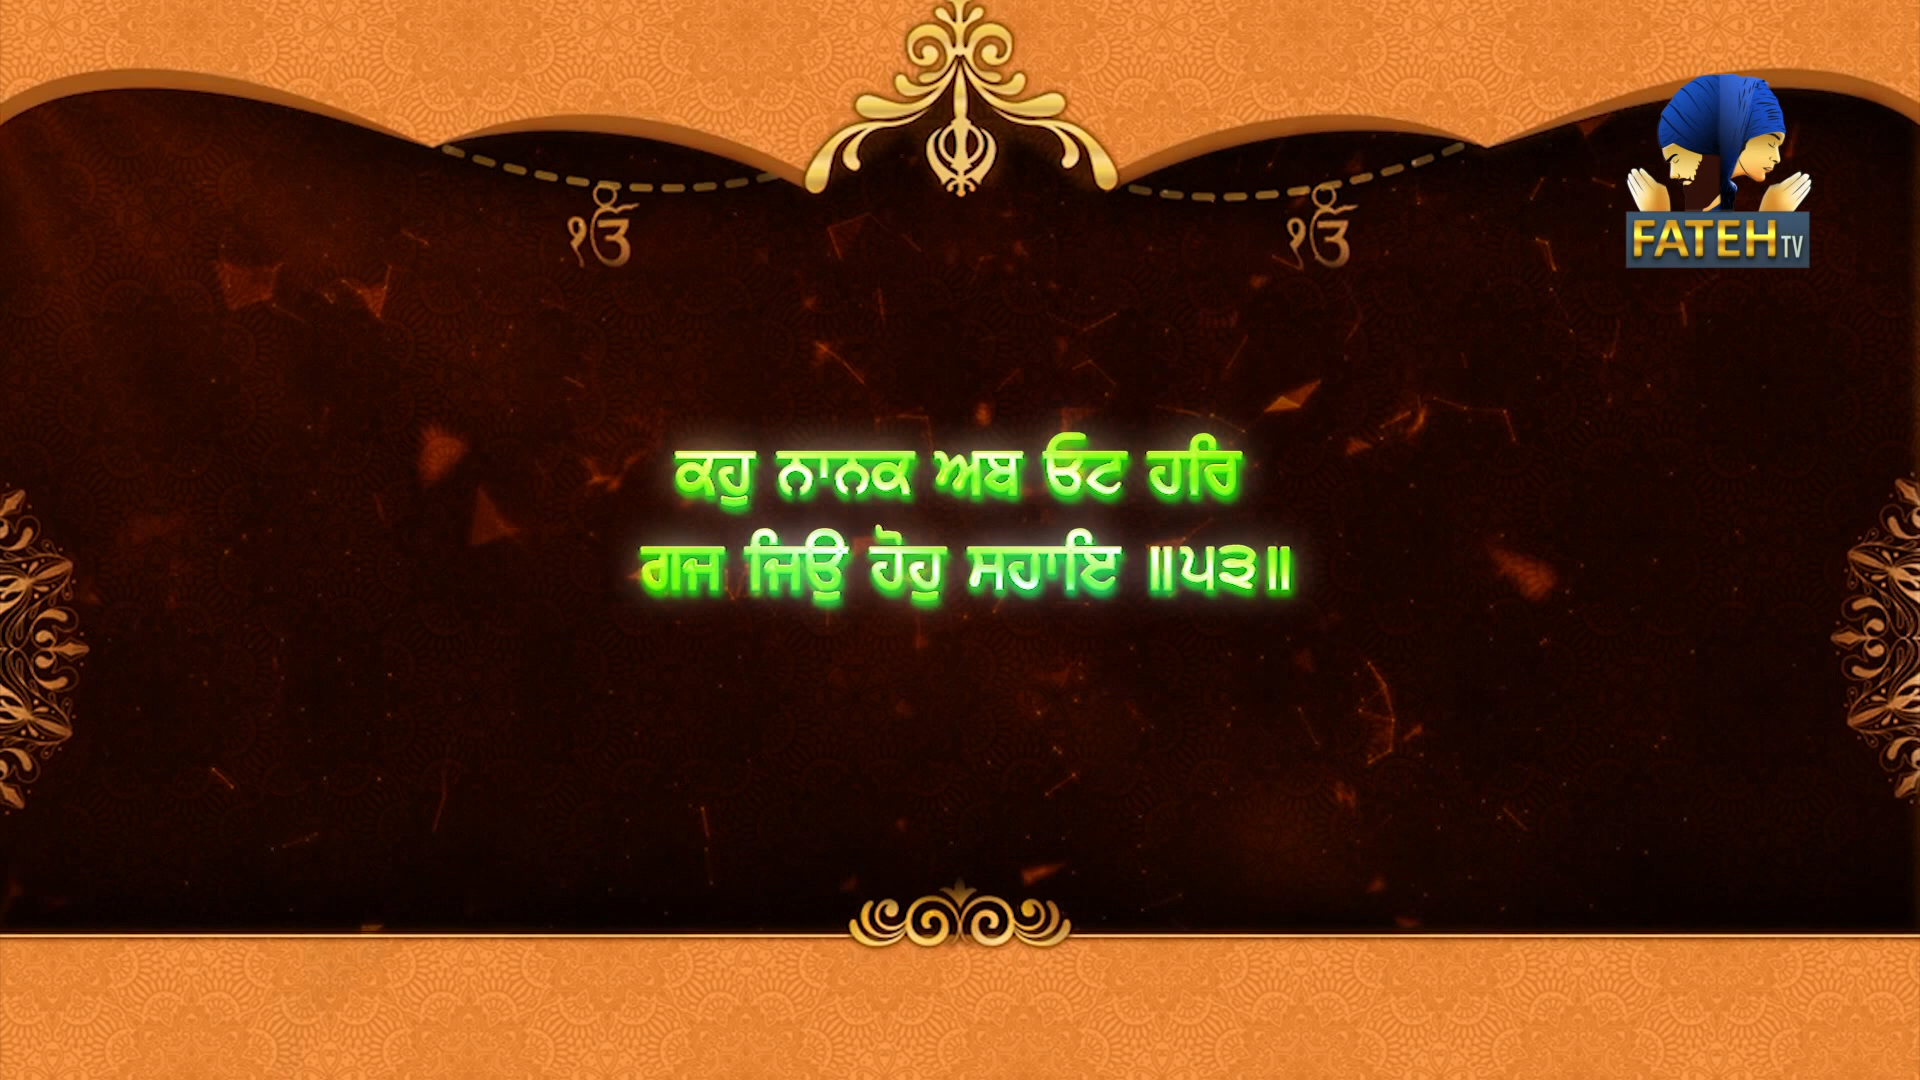 ੴ ੴ
FATEH TV
ਕਹੁ ਨਾਨਕ ਅਬ ਓਟ ਹਰਿ
ਗਜ ਜਿਉ ਹੋਹੁ ਸਹਾਇ ॥੫੩॥